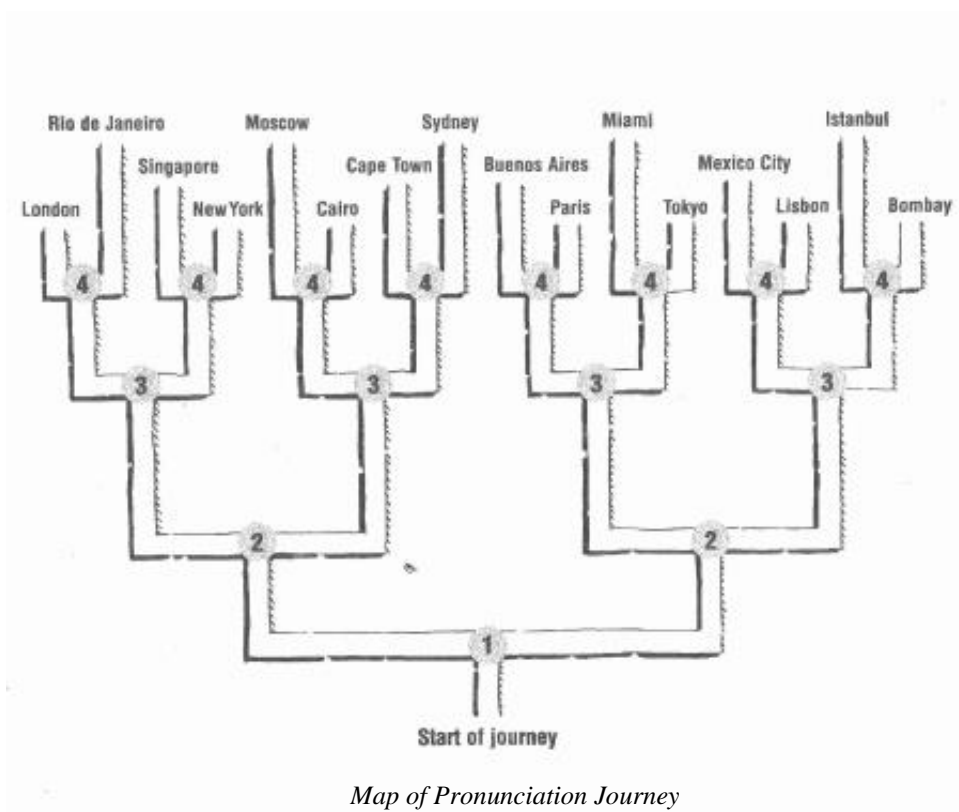 Rio de Janeiro Moscow Sydney Miami Istanbul
Singapore Cape Town Buenos Aires Mexico City
London New York Cairo Paris Tokyo Lisbon Bombay
4 4 4 4 4 4 4 4
3 3 3 3
2 2
1
Start of journey
Map of Pronunciation Journey